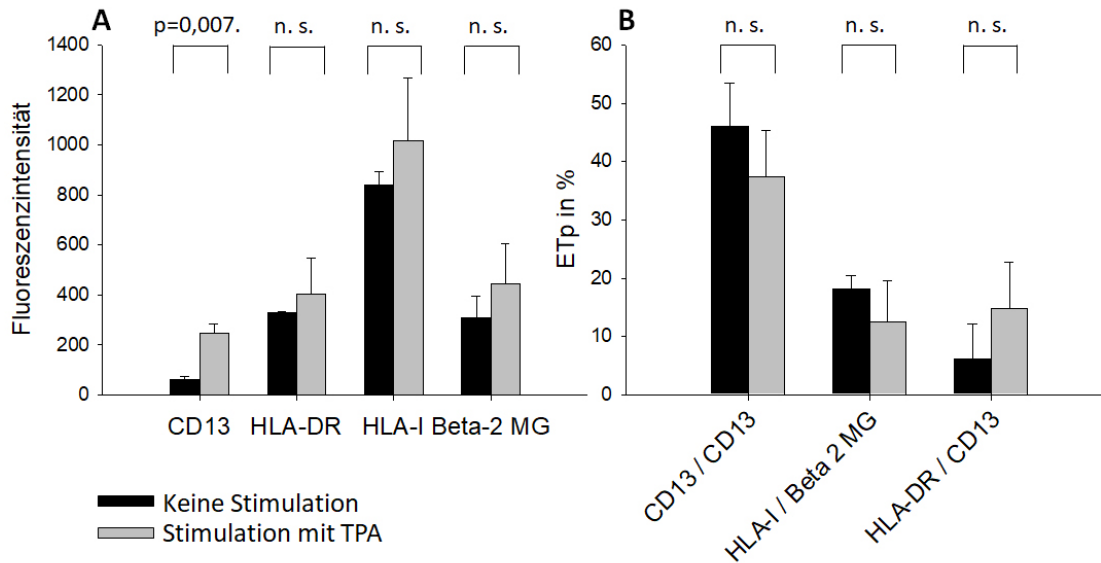 A
p=0,007. n. s. n. s. n. s.
Fluoreszenzintensität
1400
1200
1000
800
600
400
200
0
CD13 HLA-DR HLA-I Beta-2 MG
B
n. s. n. s. n. s.
ETp in %
60
50
40
30
20
10
0
CD13 / CD13
HLA-I / Beta 2 MG
HLA-DR / CD13
Keine Stimulation
Stimulation mit TPA